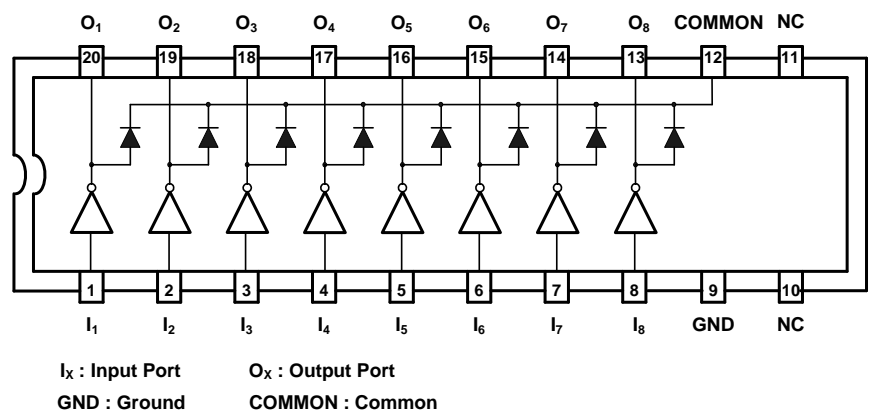 O₁ O₂ O₃ O₄ O₅ O₆ O₇ O₈ COMMON NC
20 19 18 17 16 15 14 13 12 11
1 2 3 4 5 6 7 8 9 10
I₁ I₂ I₃ I₄ I₅ I₆ I₇ I₈ GND NC
Iₓ : Input Port Oₓ : Output Port
GND : Ground COMMON : Common